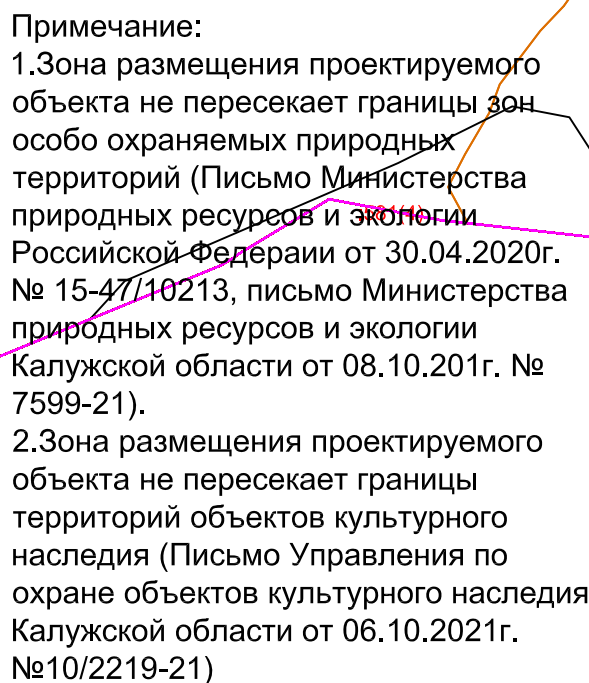 Примечание:
1.Зона размещения проектируемого
объекта не пересекает границы зон
особо охраняемых природных
территорий (Письмо Министерства
природных ресурсов и экологии
Российской Федераии от 30.04.2020г.
№ 15-47/10213, письмо Министерства
природных ресурсов и экологии
Калужской области от 08.10.201г. №
7599-21).
2.Зона размещения проектируемого
объекта не пересекает границы
территорий объектов культурного
наследия (Письмо Управления по
охране объектов культурного наследия
Калужской области от 06.10.2021г.
№10/2219-21)